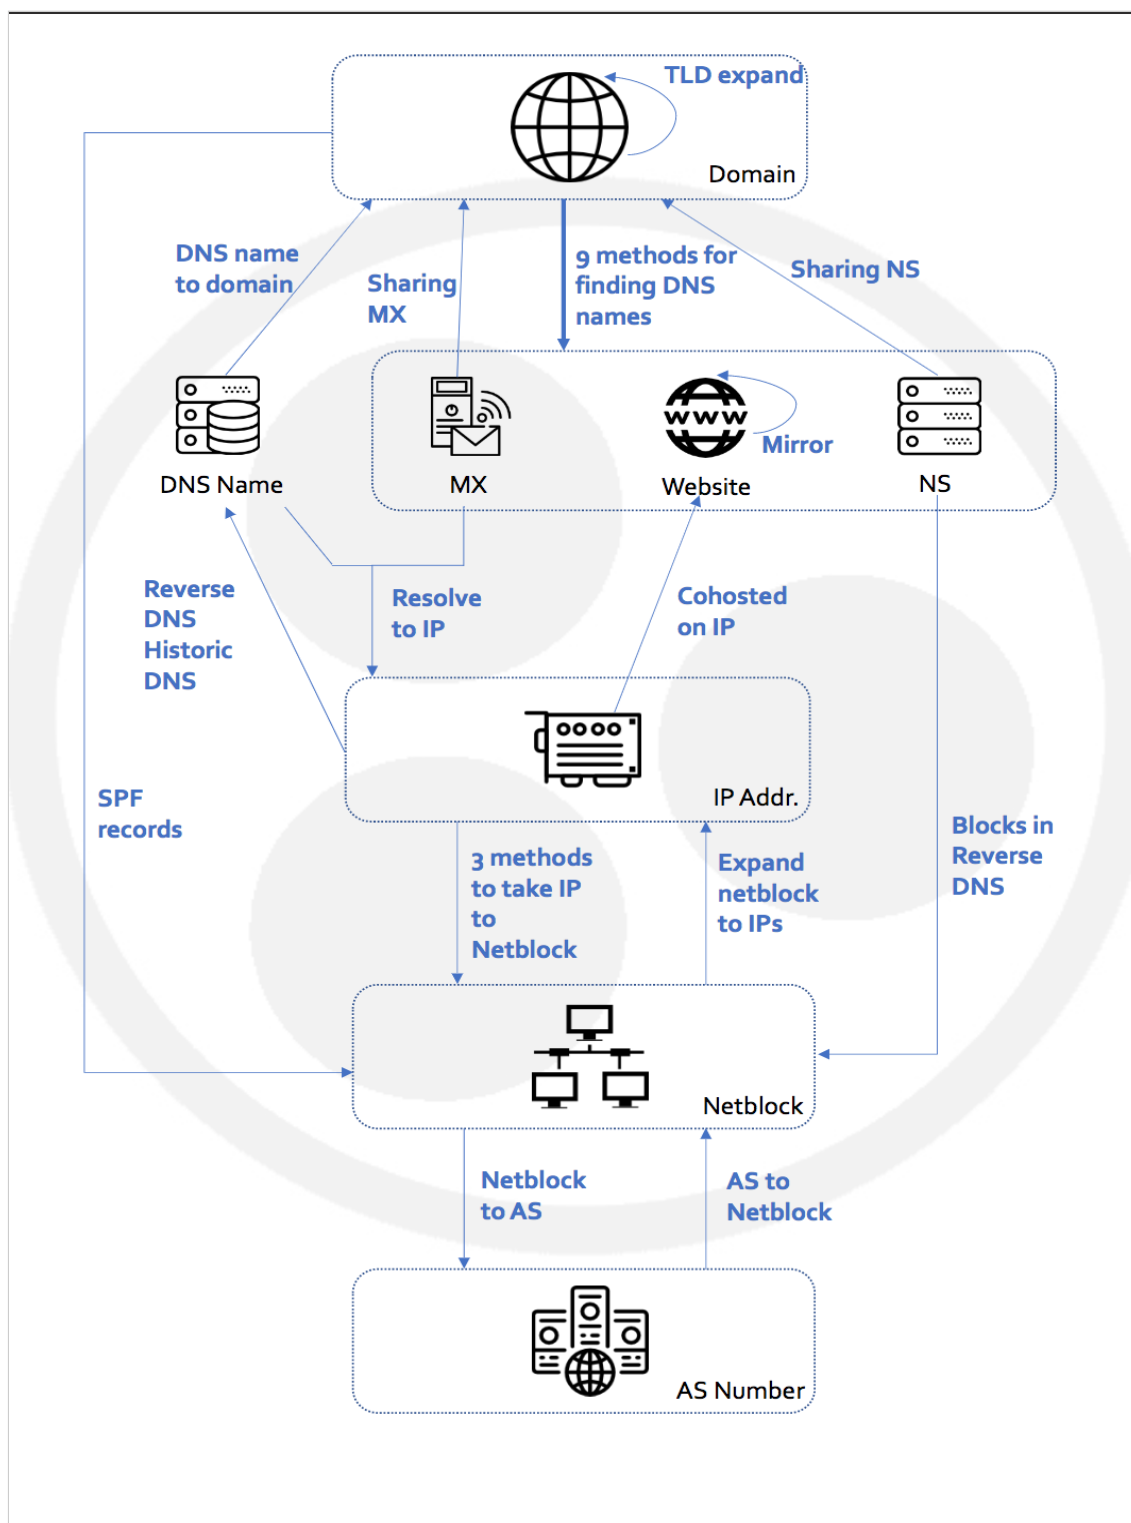 TLD expand
Domain
DNS name
to domain
Sharing
MX
9 methods for
finding DNS
names
Sharing NS
DNS Name
MX
www
Website
Mirror
NS
Reverse
DNS
Historic
DNS
Resolve
to IP
Cohosted
on IP
IP Addr.
SPF
records
3 methods
to take IP
to
Netblock
Expand
netblock
to IPs
Blocks in
Reverse
DNS
Netblock
Netblock
to AS
AS to
Netblock
AS Number